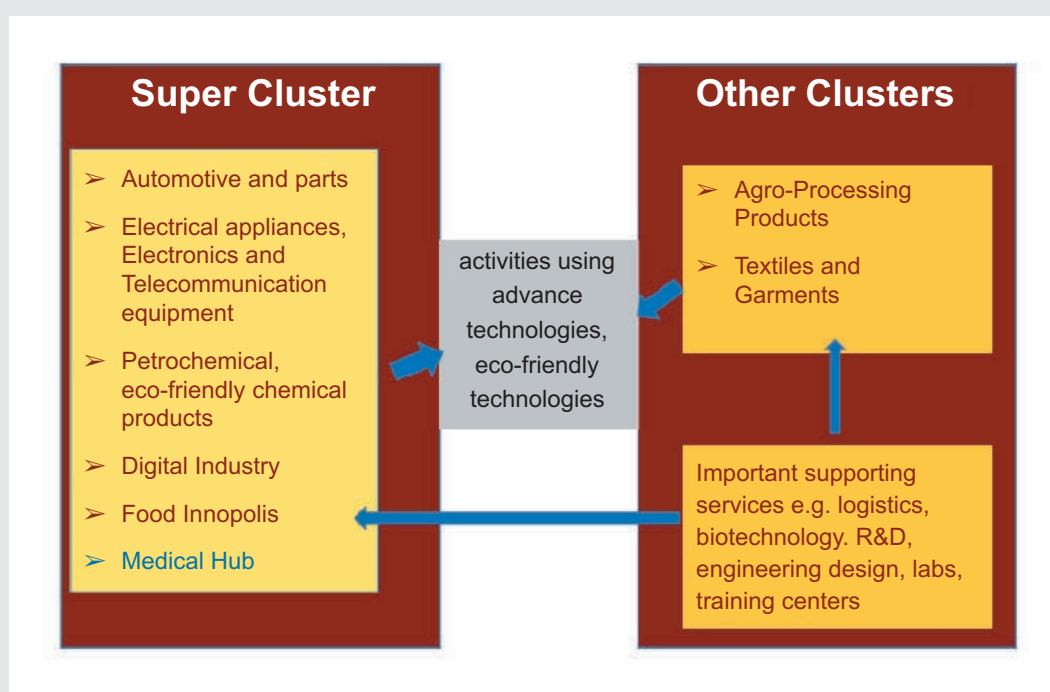 Super Cluster
➢ Automotive and parts
➢ Electrical appliances,
Electronics and
Telecommunication
equipment
➢ Petrochemical,
eco-friendly chemical
products
➢ Digital Industry
➢ Food Innopolis
➢ Medical Hub
activities using
advance
technologies,
eco-friendly
technologies
Other Clusters
➢ Agro-Processing
Products
➢ Textiles and
Garments
Important supporting
services e.g. logistics,
biotechnology. R&D,
engineering design, labs,
training centers